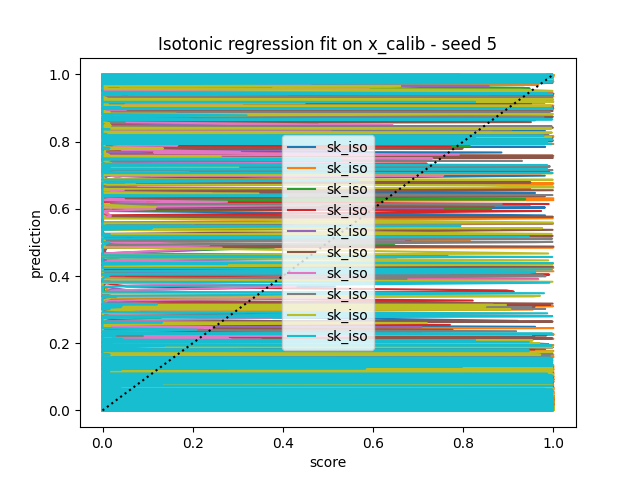 Isotonic regression fit on x_calib - seed 5
prediction
1.0
0.8
0.6
0.4
0.2
0.0
sk_iso
sk_iso
sk_iso
sk_iso
sk_iso
sk_iso
sk_iso
sk_iso
sk_iso
sk_iso
0.0 0.2 0.4 0.6 0.8 1.0
score